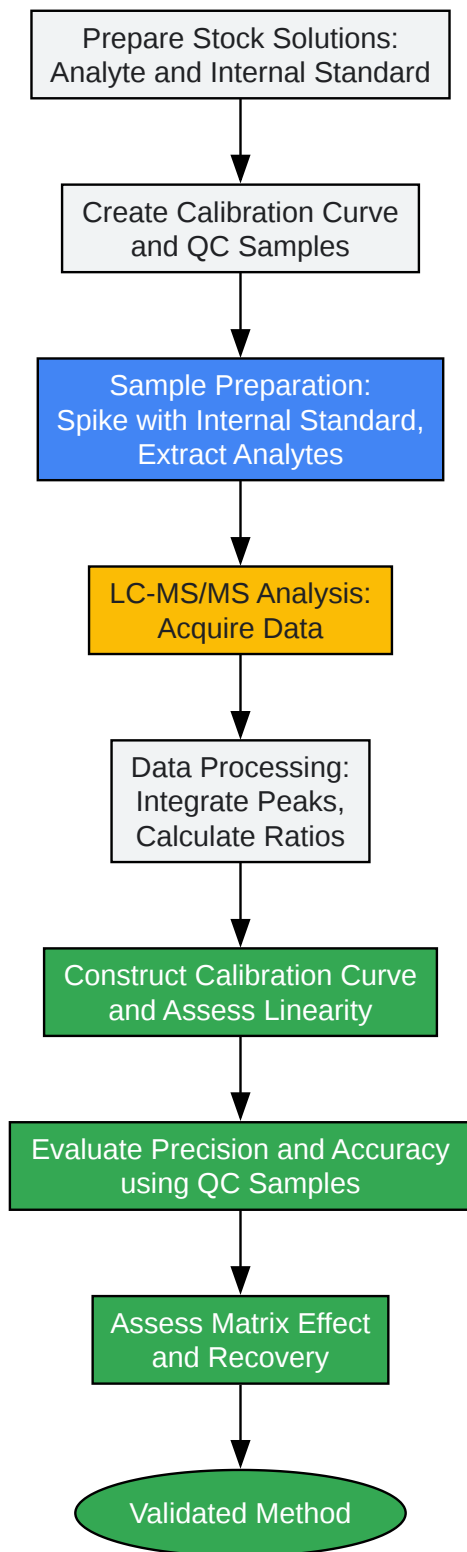 Prepare Stock Solutions:
Analyte and Internal Standard
Create Calibration Curve
and QC Samples
Sample Preparation:
Spike with Internal Standard,
Extract Analytes
LC-MS/MS Analysis:
Acquire Data
Data Processing:
Integrate Peaks,
Calculate Ratios
Construct Calibration Curve
and Assess Linearity
Evaluate Precision and Accuracy
using QC Samples
Assess Matrix Effect
and Recovery
Validated Method